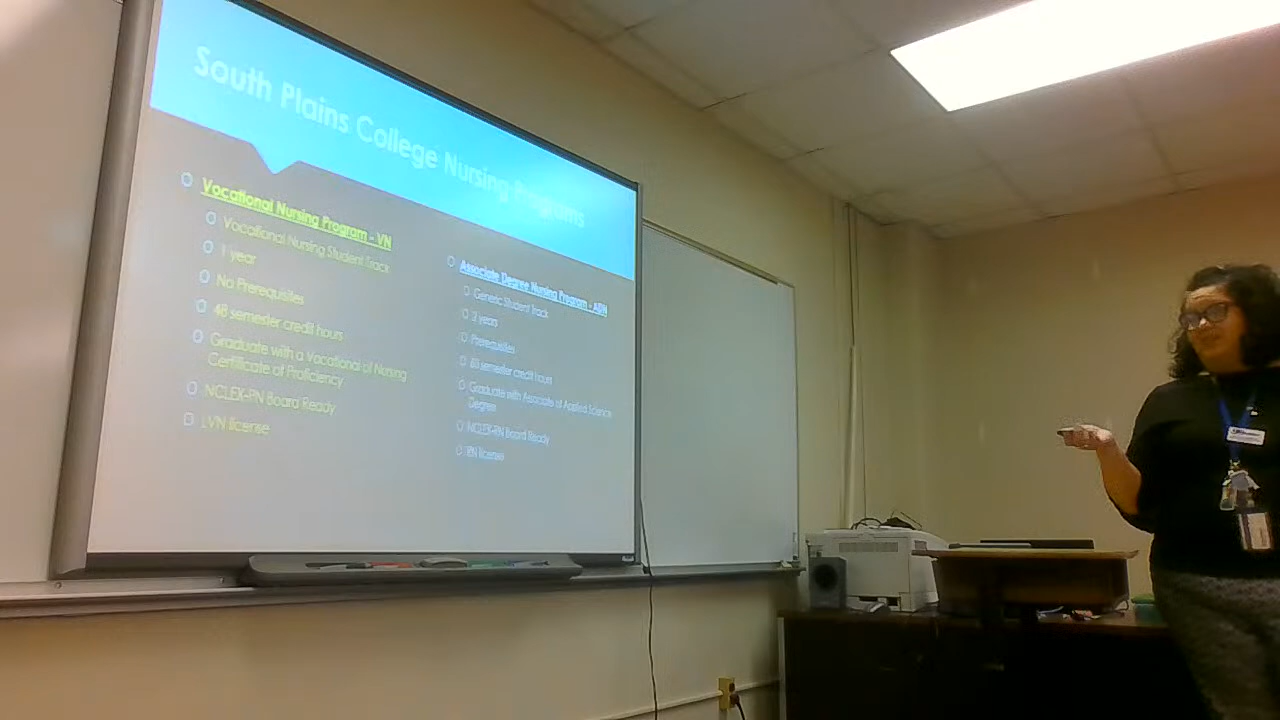 South Plains College Nursing Programs
Vocational Nursing Program - VN
Vocational Nursing Student Track
1 year
No Prerequisites
48 semester credit hours
Graduate with a Vocational of Nursing
Certificate of Proficiency
NCLEX-PN Board Ready
LVN license
Associate Degree Nursing Program - ADN
Generic Student Track
2 years
Prerequisites
semester credit hours
Graduate with Associate of Applied Science
Degree
NCLEX-RN Board Ready
RN license